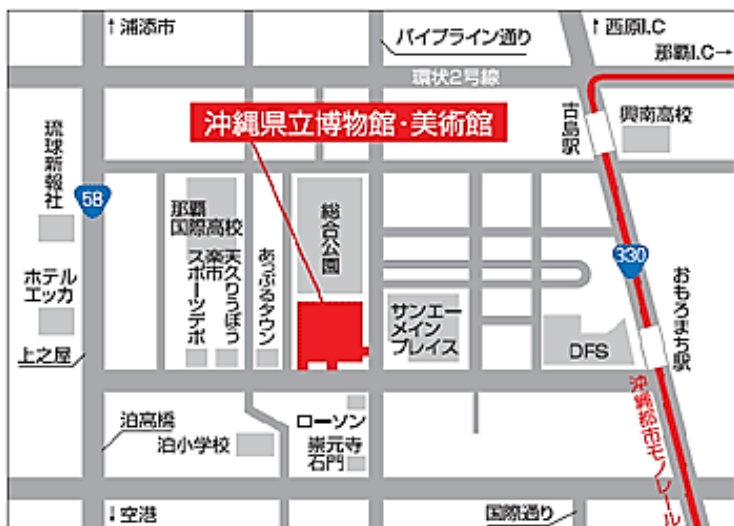 ↑浦添市
パイプライン通り
↑西原I.C
那覇I.C→
環状2号線
沖縄県立博物館・美術館
古島駅
興南高校
琉球新報社
58
那覇
国際高校
総合公園
330
ホテル
エッカ
天久りうぼう
楽市
スポーツデポ
あっぷるタウン
サンエー
メイン
プレイス
おもろまち駅
DFS
上之屋
沖縄都市モノレール
泊高橋
泊小学校
ローソン
崇元寺
石門
↓空港
国際通り